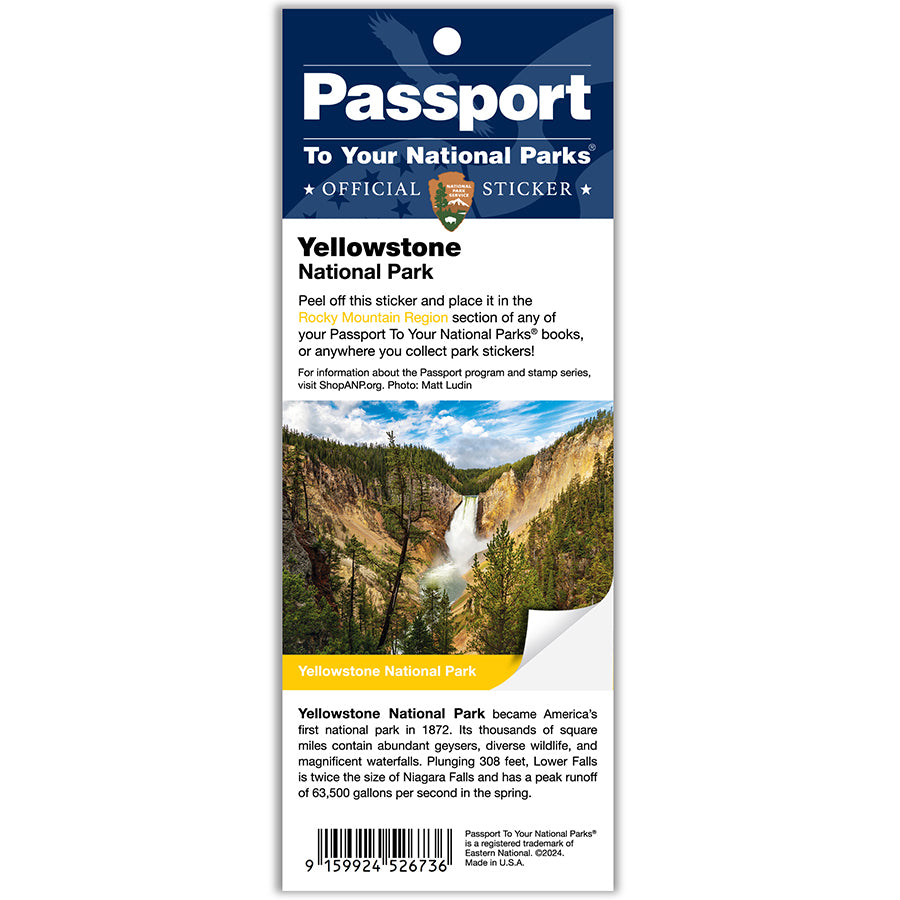 Passport
To Your National Parks®
★ OFFICIAL STICKER ★
NATIONAL
PARK
SERVICE
Yellowstone
National Park
Peel off this sticker and place it in the
Rocky Mountain Region section of any of
your Passport To Your National Parks® books,
or anywhere you collect park stickers!
For information about the Passport program and stamp series,
visit ShopANP.org. Photo: Matt Ludin
Yellowstone National Park
Yellowstone National Park became America's
first national park in 1872. Its thousands of square
miles contain abundant geysers, diverse wildlife, and
magnificent waterfalls. Plunging 308 feet, Lower Falls
is twice the size of Niagara Falls and has a peak runoff
of 63,500 gallons per second in the spring.
9 159924 526736
Passport To Your National Parks®
is a registered trademark of
Eastern National. ©2024.
Made in U.S.A.